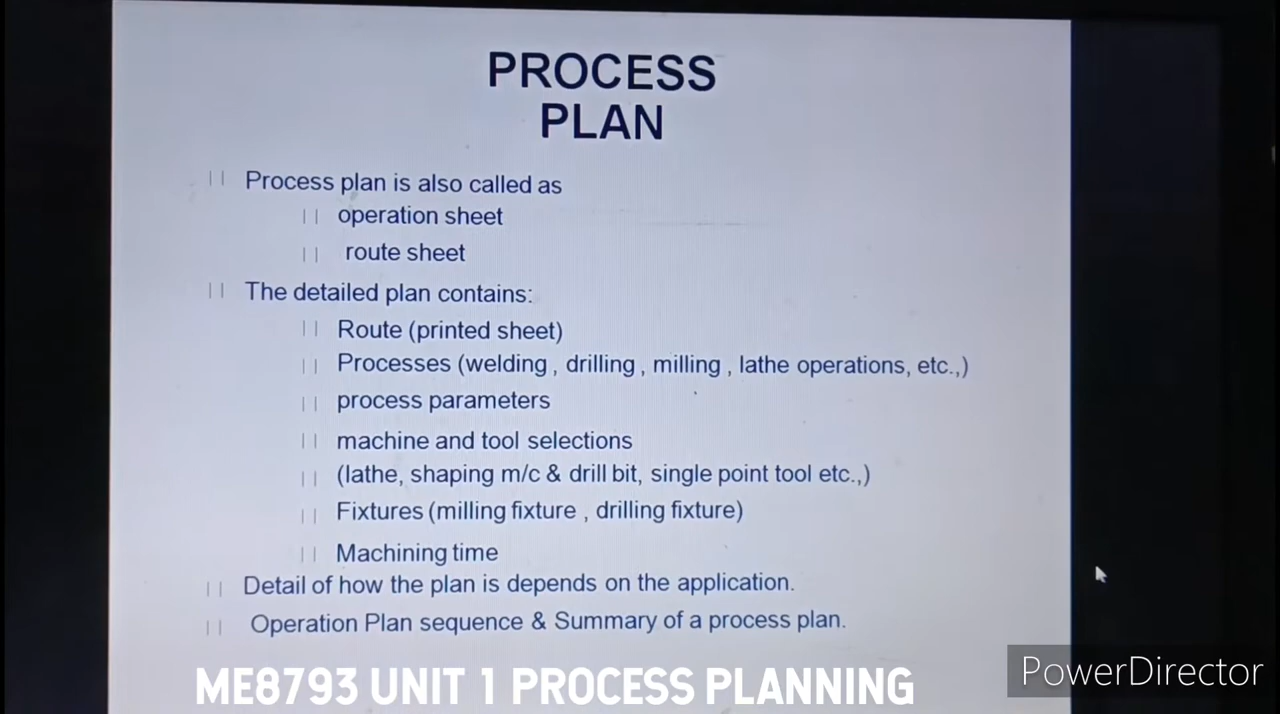 PROCESS
PLAN
Process plan is also called as
operation sheet
route sheet
The detailed plan contains:
Route (printed sheet)
Processes (welding , drilling , milling , lathe operations, etc.,)
process parameters
machine and tool selections
(lathe, shaping m/c & drill bit, single point tool etc.,)
Fixtures (milling fixture , drilling fixture)
Machining time
Detail of how the plan is depends on the application.
Operation Plan sequence & Summary of a process plan.
ME8793 UNIT 1 PROCESS PLANNING
PowerDirector